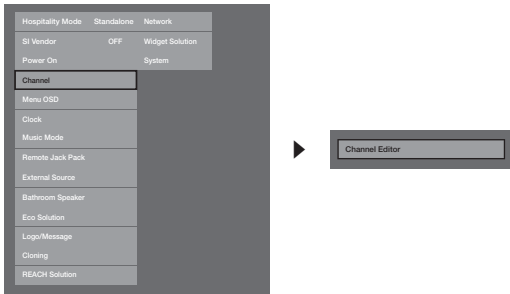 Hospitality Mode Standalone Network
SI Vendor OFF Widget Solution
Power On System
Channel
Menu OSD
Clock
Music Mode
Remote Jack Pack
External Source
Bathroom Speaker
Eco Solution
Logo/Message
Cloning
REACH Solution
Channel Editor